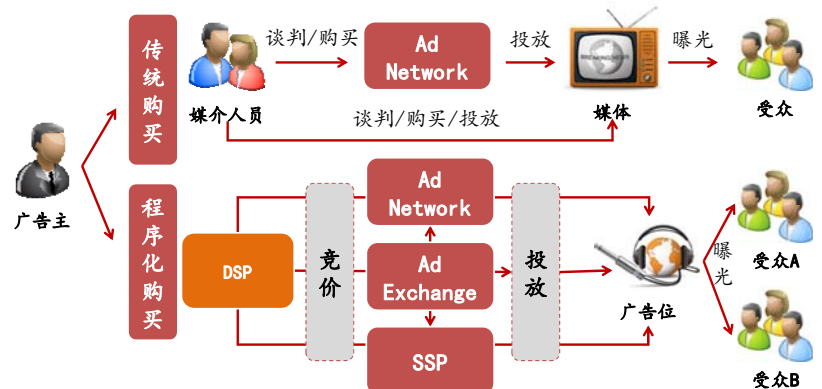 传统购买
谈判/购买
Ad
Network
投放
曝光
媒介人员
媒体
受众
谈判/购买/投放
广告主
程序化购买
DSP
竞价
Ad
Network
Ad
Exchange
SSP
投放
广告位
曝光
受众A
受众B